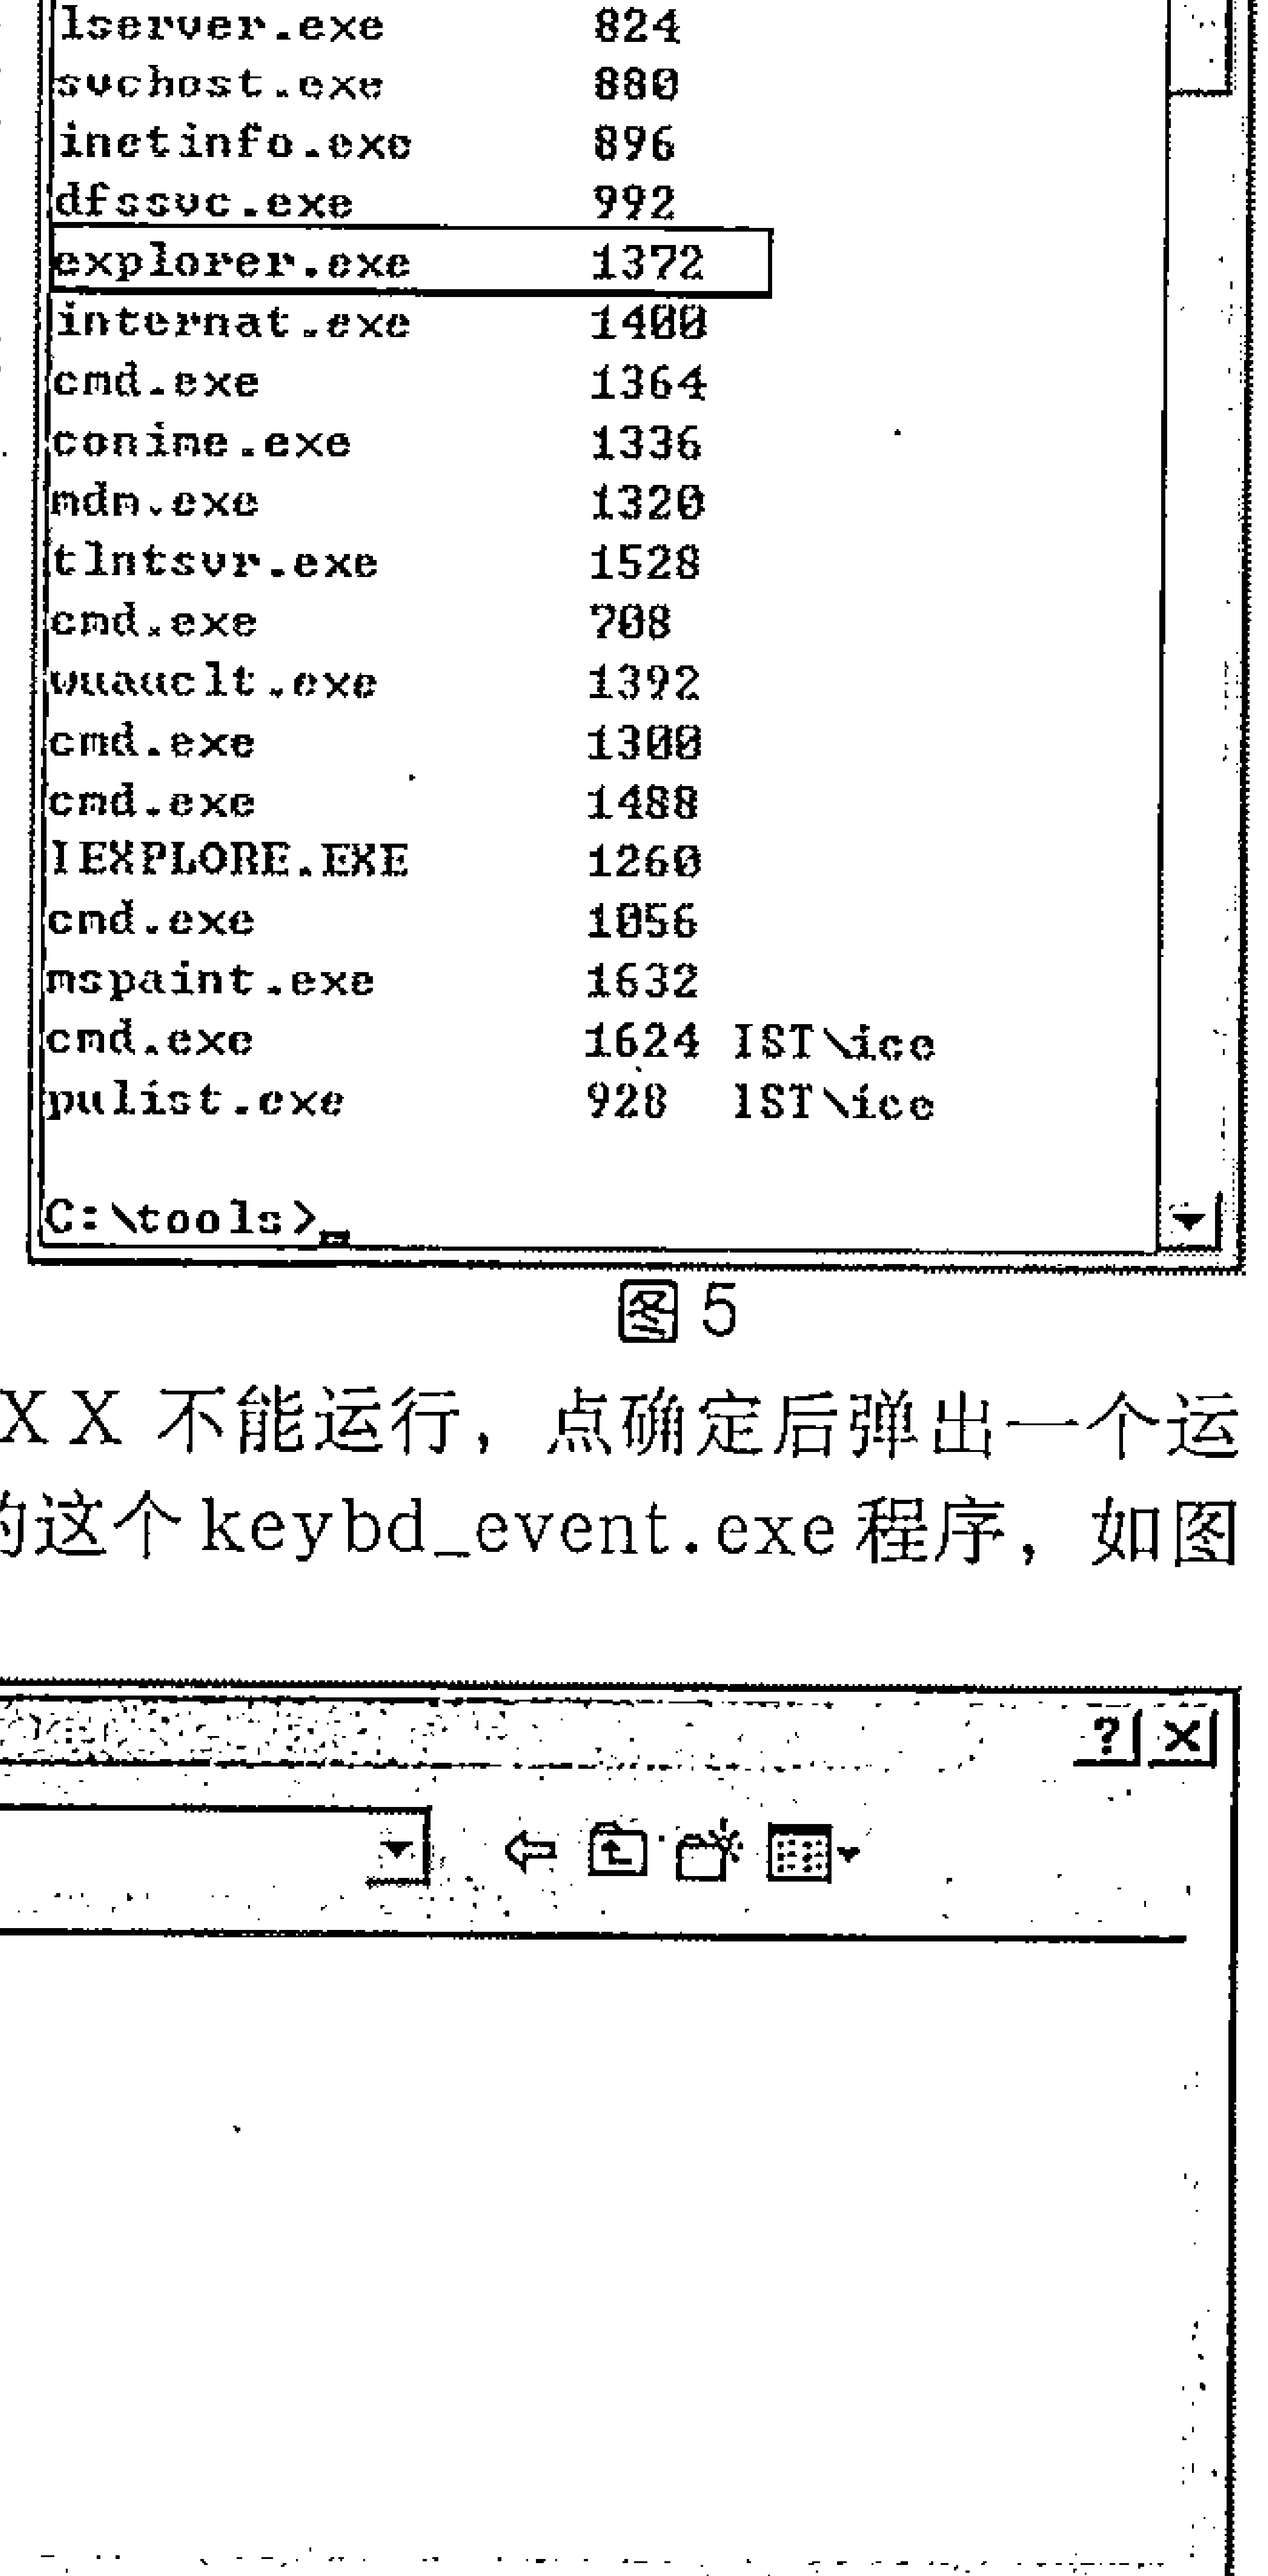 lserver.exe 824
svchost.exe 880
inetinfo.exe 896
dfssvc.exe 992
explorer.exe 1372
internat.exe 1400
cmd.exe 1364
conime.exe 1336
mdm.exe 1320
tlntsvr.exe 1528
cmd.exe 708
wuauclt.exe 1392
cmd.exe 1300
cmd.exe 1488
IEXPLORE.EXE 1260
cmd.exe 1056
mspaint.exe 1632
cmd.exe 1624 IST\ice
pulist.exe 928 IST\ice
C:\tools>_
图 5
X X 不能运行，点确定后弹出一个运
的这个 keybd_event.exe 程序，如图